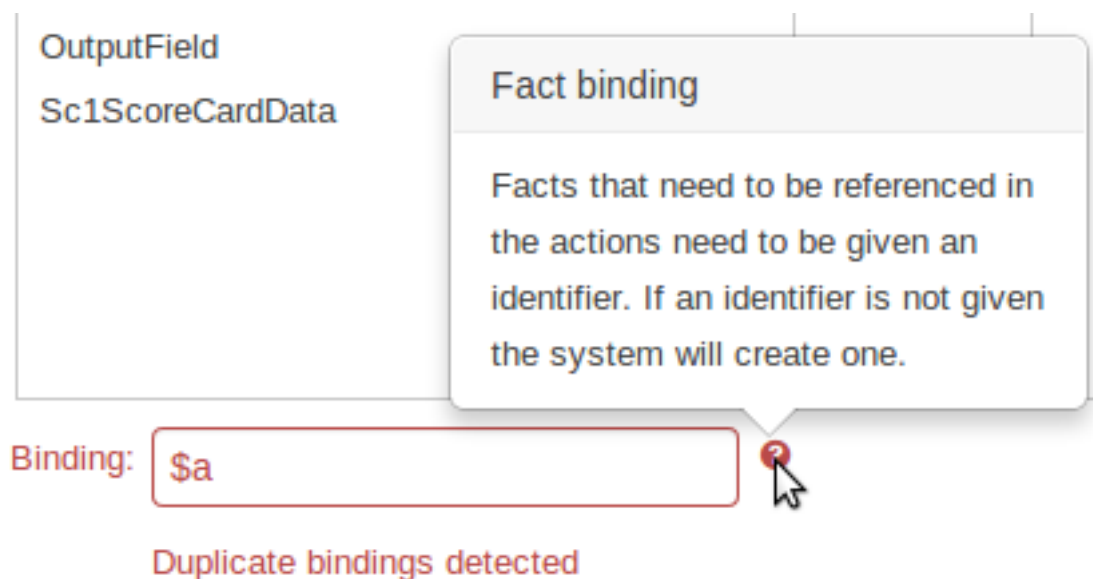 OutputField
Sc1ScoreCardData
Fact binding
Facts that need to be referenced in
the actions need to be given an
identifier. If an identifier is not given
the system will create one.
Binding: $a ?
Duplicate bindings detected